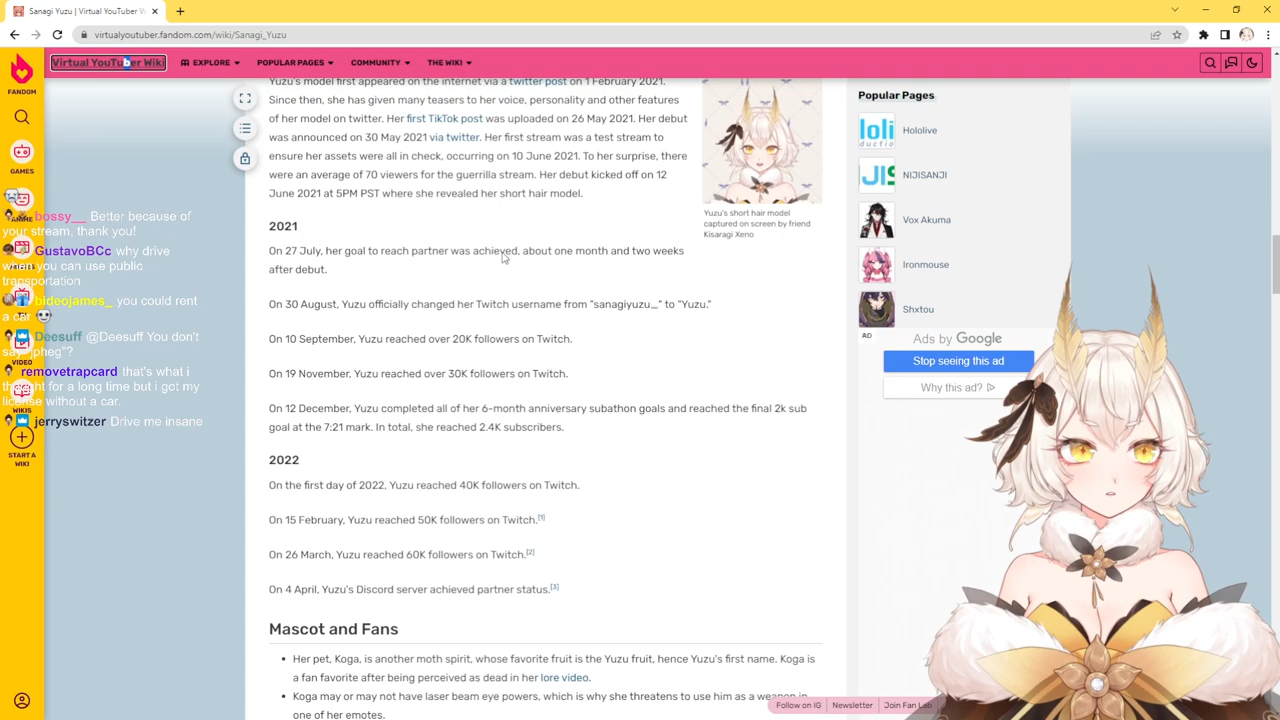 Sanagi Yuzu | Virtual YouTuber W
virtualyoutuber.fandom.com/wiki/Sanagi_Yuzu
FANDOM
Virtual YouTuber Wiki
EXPLORE
POPULAR PAGES
COMMUNITY
THE WIKI
GAMES
VIDEO
WIKIS
START A
WIKI
Yuzu's model first appeared on the internet via a twitter post on 1 February 2021.
Since then, she has given many teasers to her voice, personality and other features
of her model on twitter. Her first TikTok post was uploaded on 26 May 2021. Her debut
was announced on 30 May 2021 via twitter. Her first stream was a test stream to
ensure her assets were all in check, occurring on 10 June 2021. To her surprise, there
were an average of 70 viewers for the guerrilla stream. Her debut kicked off on 12
June 2021 at 5PM PST where she revealed her short hair model.
Yuzu's short hair model
captured on screen by friend
Kisaragi Xeno
2021
On 27 July, her goal to reach partner was achieved, about one month and two weeks
after debut.
On 30 August, Yuzu officially changed her Twitch username from "sanagiyuzu_" to "Yuzu."
On 10 September, Yuzu reached over 20K followers on Twitch.
On 19 November, Yuzu reached over 30K followers on Twitch.
On 12 December, Yuzu completed all of her 6-month anniversary subathon goals and reached the final 2k sub
goal at the 7:21 mark. In total, she reached 2.4K subscribers.
2022
On the first day of 2022, Yuzu reached 40K followers on Twitch.
On 15 February, Yuzu reached 50K followers on Twitch.[1]
On 26 March, Yuzu reached 60K followers on Twitch.[2]
On 4 April, Yuzu's Discord server achieved partner status.[3]
Mascot and Fans
• Her pet, Koga, is another moth spirit, whose favorite fruit is the Yuzu fruit, hence Yuzu's first name. Koga is
a fan favorite after being perceived as dead in her lore video.
• Koga may or may not have laser beam eye powers, which is why she threatens to use him as a weapon in
one of her emotes.
bossy__ Better because of
your stream, thank you!
GustavoBCc why drive
when you can use public
transportation
bideojames_ you could rent
a car
Deesuff @Deesuff You don't
say "pheg"?
removetrapcard that's what i
thought for a long time but i got my
license without a car.
jerryswitzer Drive me insane
Popular Pages
Hololive
NIJISANJI
Vox Akuma
Ironmouse
Shxtou
AD
Ads by Google
Stop seeing this ad
Why this ad?
Follow on IG
Newsletter
Join Fan Lab